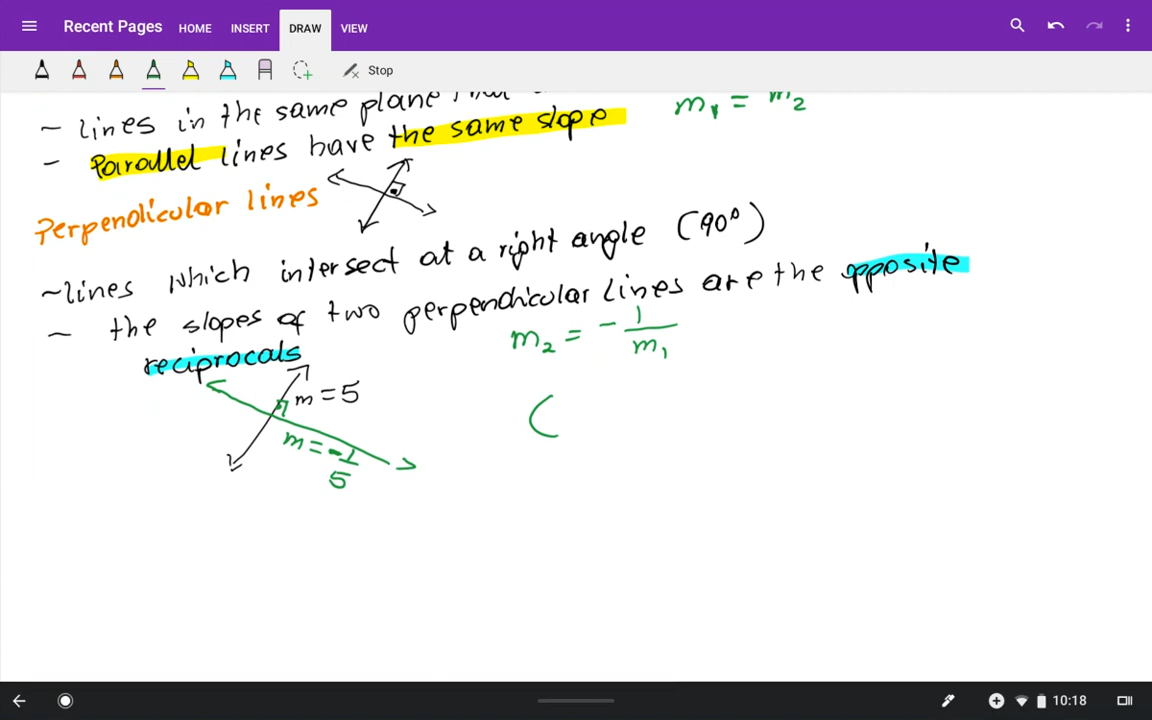 Recent Pages HOME INSERT DRAW VIEW
Stop
- lines in the same plane that
m₁ = m₂
- Parallel lines have the same slope
Perpendicular lines
~lines which intersect at a right angle (90°)
- the slopes of two perpendicular lines are the opposite
reciprocals
m₂ = - 1/m₁
m = 5
m = -1/5
(
10:18